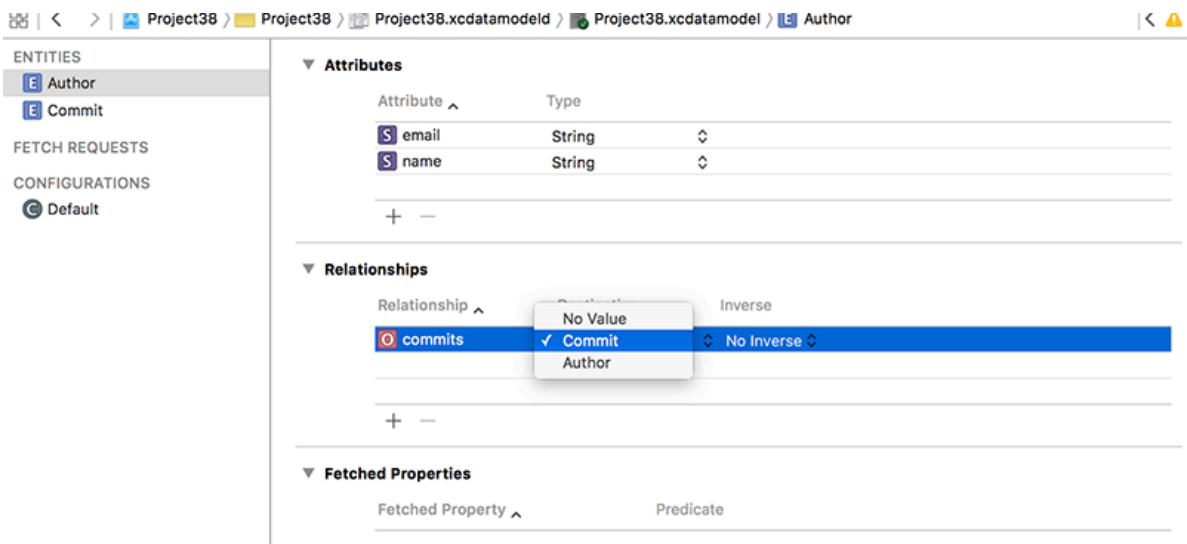 Project38 Project38 Project38.xcdatamodeld Project38.xcdatamodel E Author
ENTITIES
E Author
E Commit
FETCH REQUESTS
CONFIGURATIONS
C Default
Attributes
Attribute Type
S email String
S name String
Relationships
Relationship Inverse
No Value
O commits ✓ Commit No Inverse
Author
Fetched Properties
Fetched Property Predicate